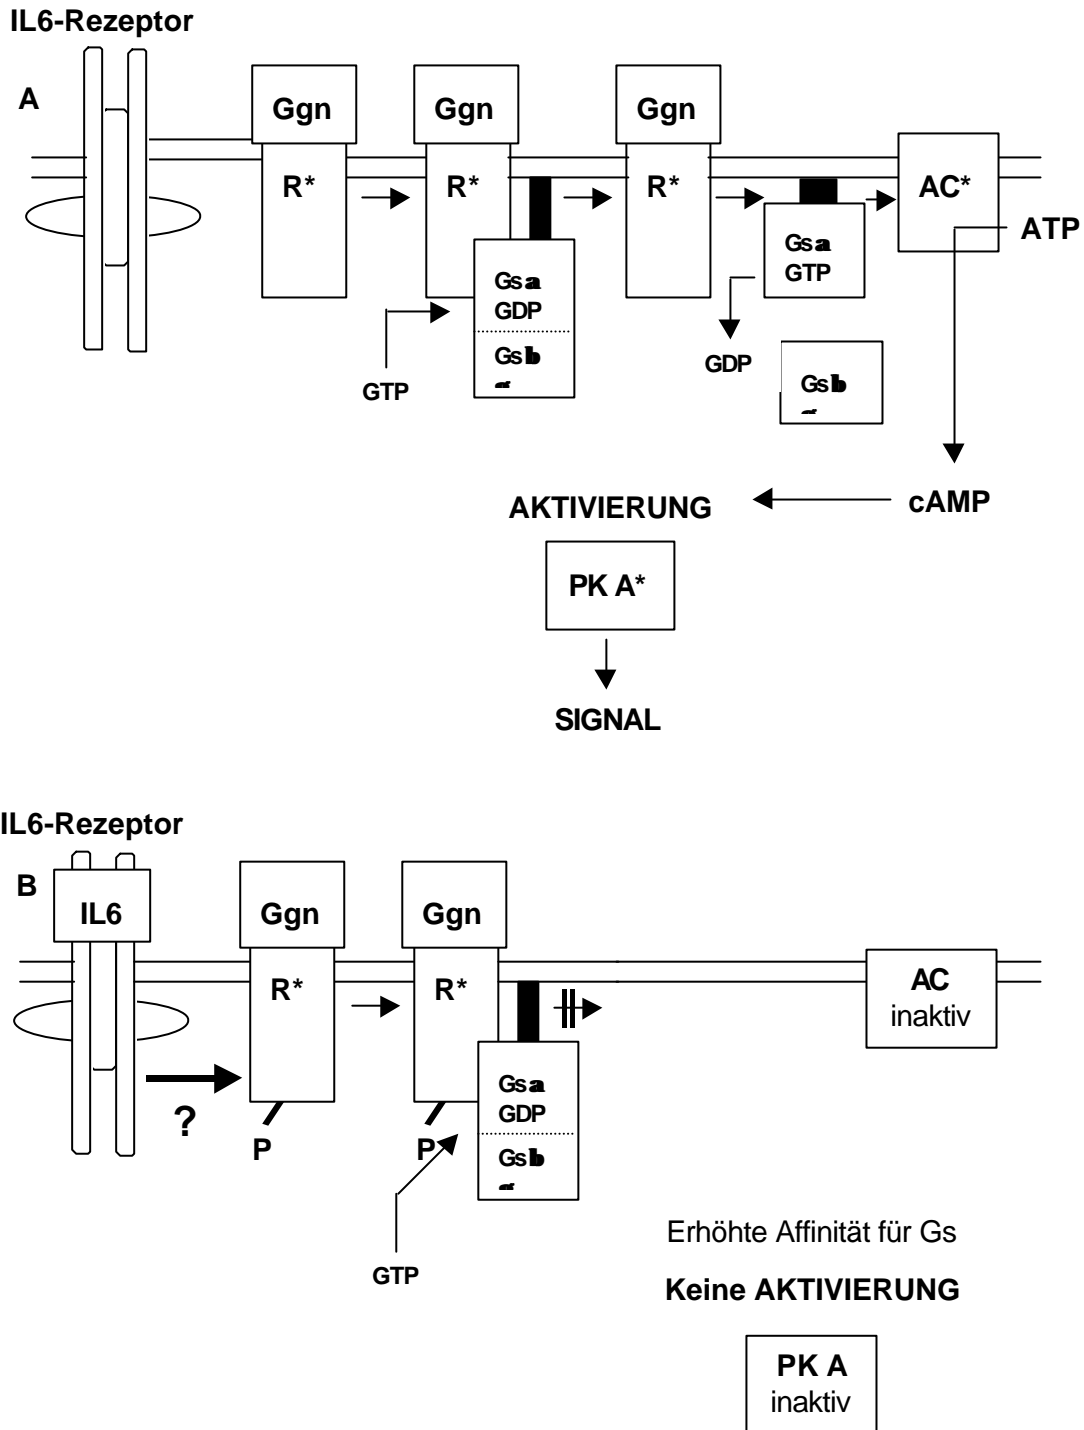 IL6-Rezeptor
A
Ggn
Ggn
Ggn
R*
R*
R*
AC*
ATP
Gsa
GTP
Gsa
GDP
Gsb
GTP
GDP
Gsb
cAMP
AKTIVIERUNG
PK A*
SIGNAL
IL6-Rezeptor
B
IL6
Ggn
Ggn
R*
R*
AC
inaktiv
?
P
P
Gsa
GDP
Gsb
GTP
Erhöhte Affinität für Gs
Keine AKTIVIERUNG
PK A
inaktiv